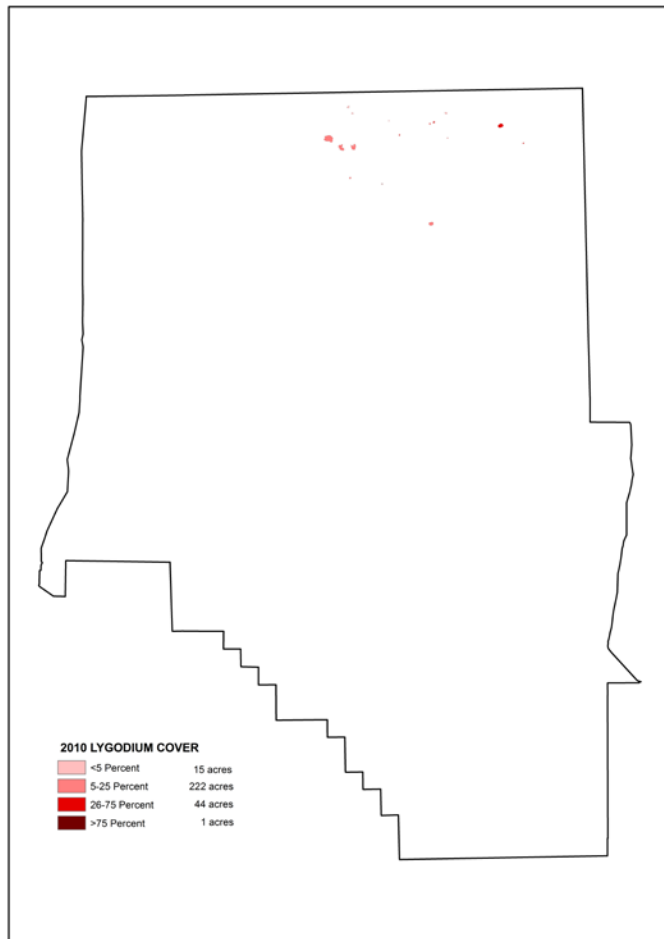 2010 LYGODIUM COVER
<5 Percent 15 acres
5-25 Percent 222 acres
26-75 Percent 44 acres
>75 Percent 1 acres